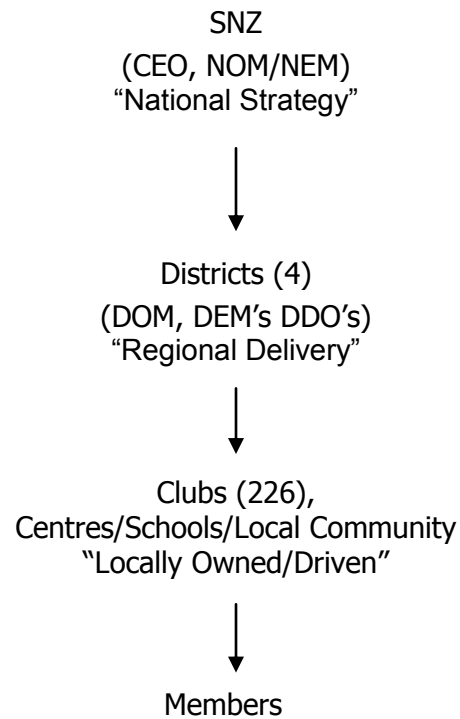 SNZ
(CEO, NOM/NEM)
“National Strategy”
Districts (4)
(DOM, DEM’s DDO’s)
“Regional Delivery”
Clubs (226),
Centres/Schools/Local Community
“Locally Owned/Driven”
Members